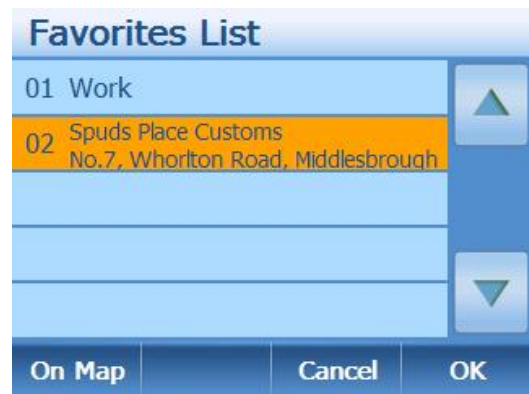 Favorites List
01 Work
02 Spuds Place Customs
No.7, Whorlton Road, Middlesbrough
On Map Cancel OK